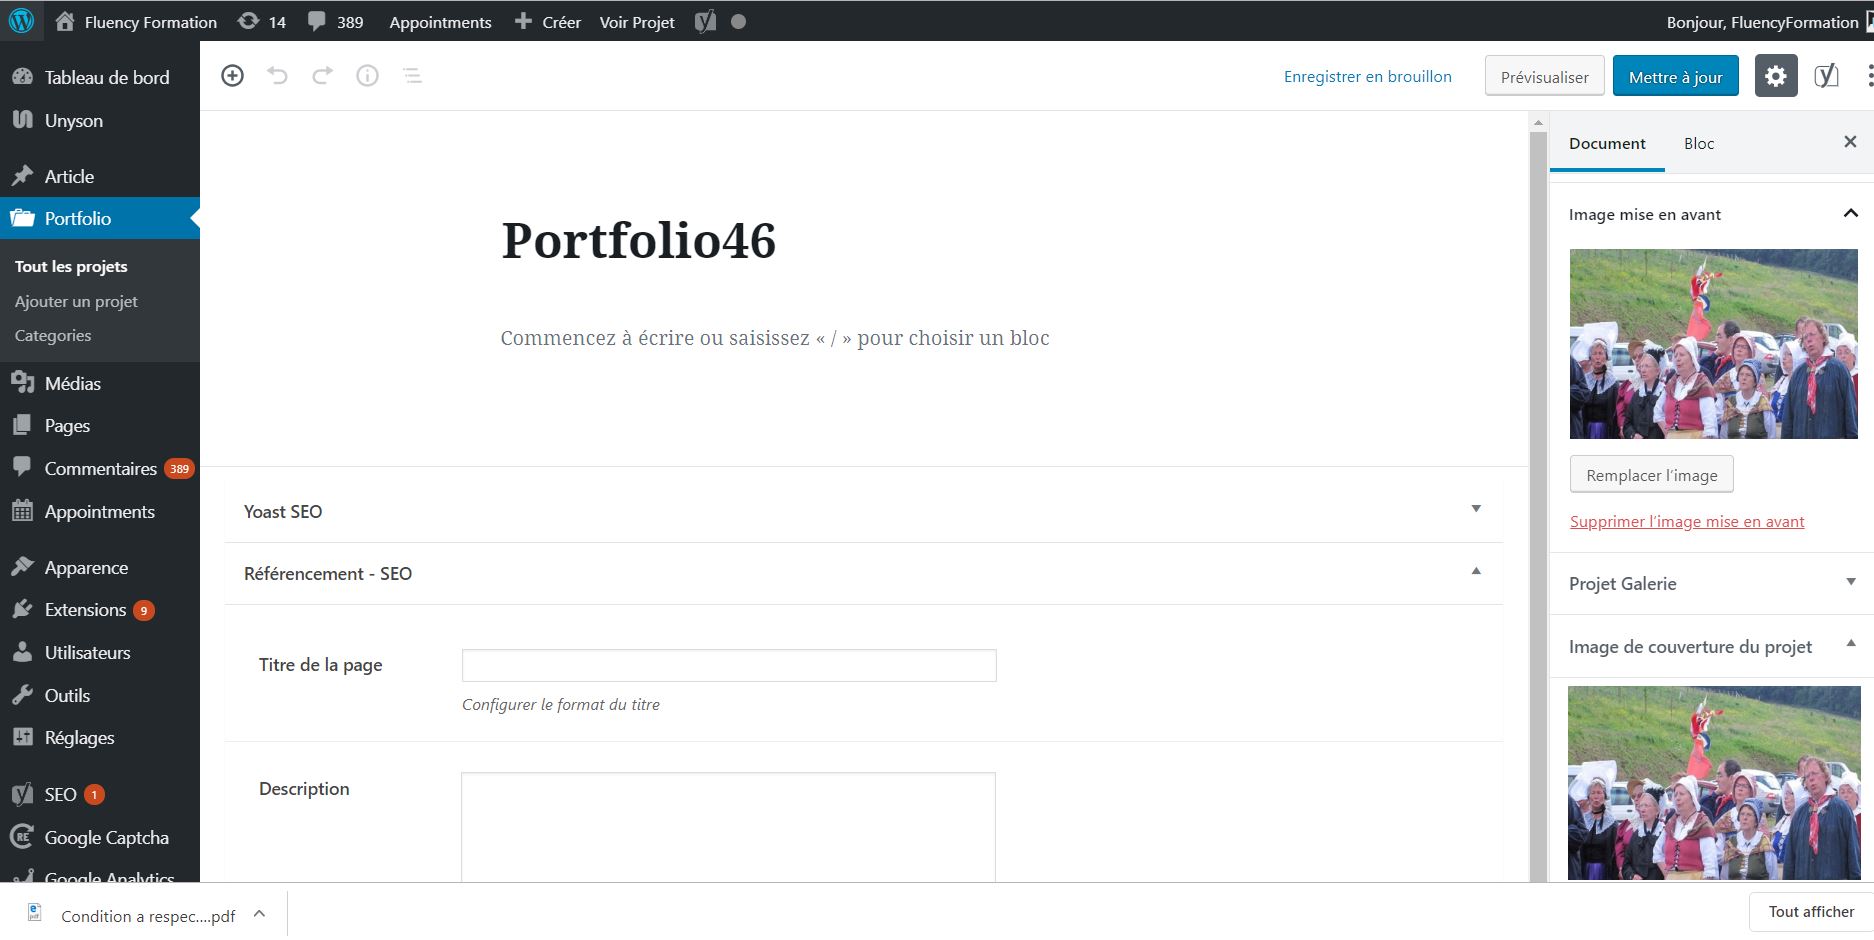 Fluency Formation 14 389 Appointments Créer Voir Projet
Bonjour, FluencyFormation
Tableau de bord
Unyson
Article
Portfolio
Tout les projets
Ajouter un projet
Categories
Médias
Pages
Commentaires 389
Appointments
Apparence
Extensions 9
Utilisateurs
Outils
Réglages
SEO 1
Google Captcha
Google Analytics
Enregistrer en brouillon
Prévisualiser
Mettre à jour
Portfolio46
Commencez à écrire ou saisissez « / » pour choisir un bloc
Yoast SEO
Référencement - SEO
Titre de la page
Configurer le format du titre
Description
Document Bloc
Image mise en avant
Remplacer l’image
Supprimer l’image mise en avant
Projet Galerie
Image de couverture du projet
Condition a respec....pdf
Tout afficher